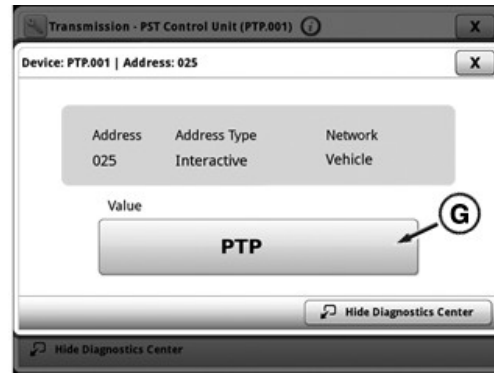 Transmission - PST Control Unit (PTP.001) i X
Device: PTP.001 | Address: 025 X
Address Address Type Network
025 Interactive Vehicle
Value
PTP
G
Hide Diagnostics Center
Hide Diagnostics Center